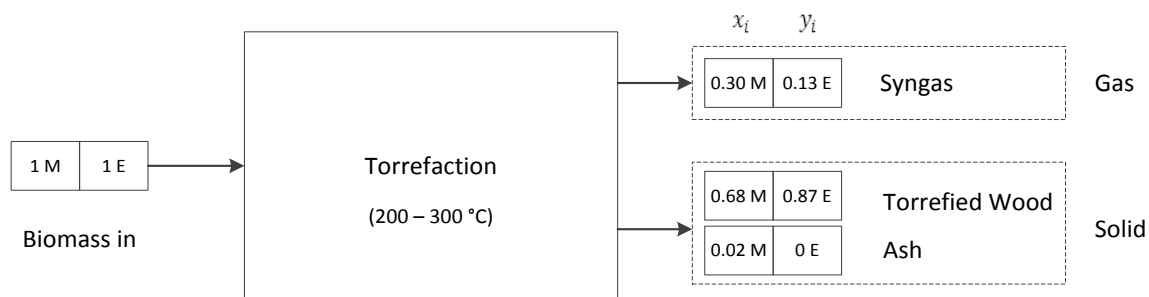 x_i y_i
0.30 M 0.13 E Syngas Gas
1 M 1 E
Biomass in
Torrefaction
(200 – 300 °C)
0.68 M 0.87 E Torrefied Wood
0.02 M 0 E Ash
Solid